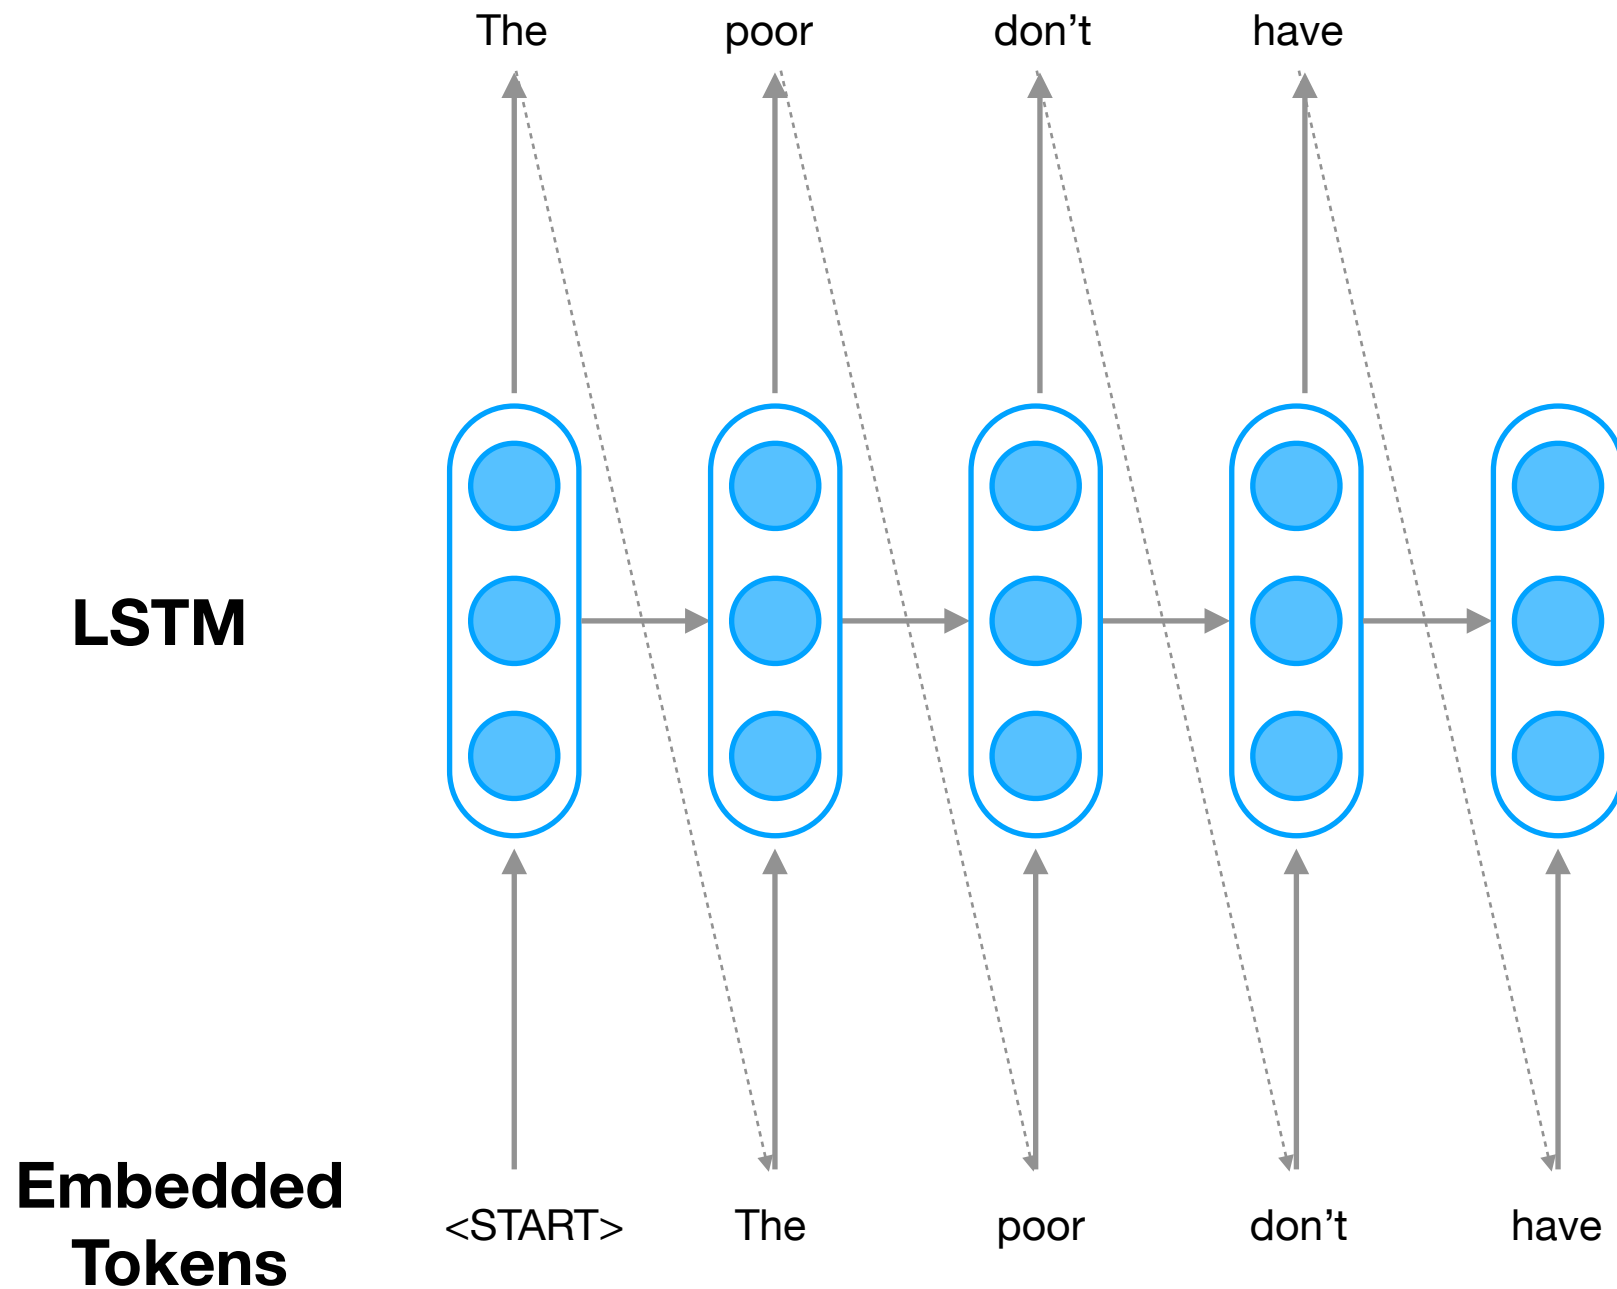 The poor don’t have
LSTM
Embedded
Tokens
<START> The poor don’t have